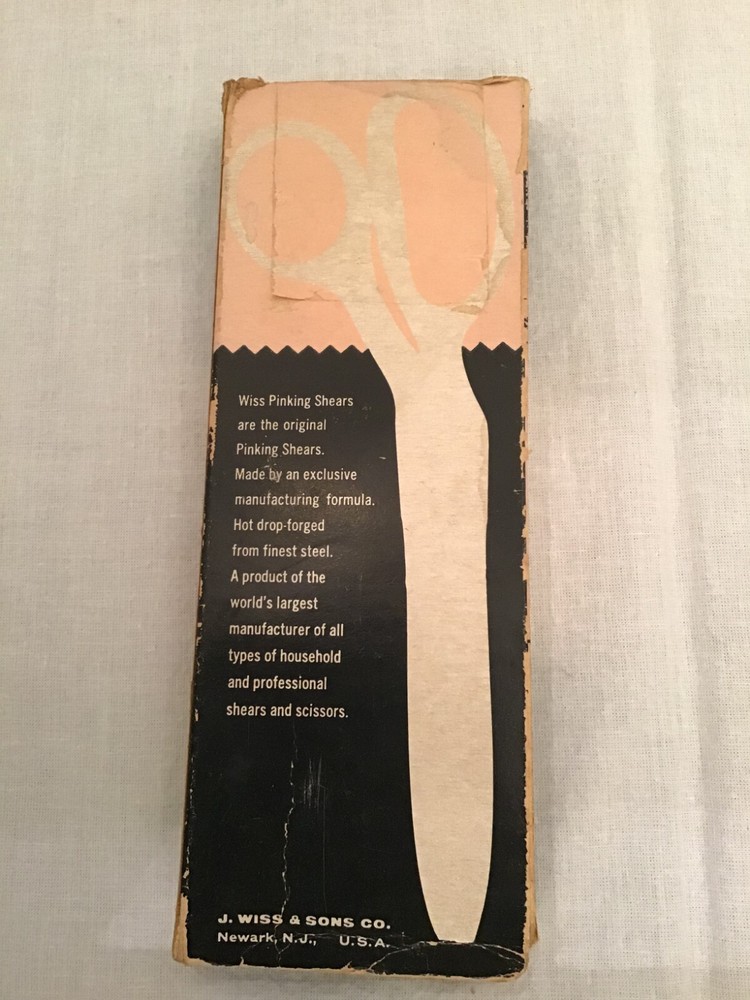 Wiss Pinking Shears
are the original
Pinking Shears.
Made by an exclusive
manufacturing formula.
Hot drop-forged
from finest steel.
A product of the
world's largest
manufacturer of all
types of household
and professional
shears and scissors.
J. WISS & SONS CO.
Newark, N.J., U.S.A.